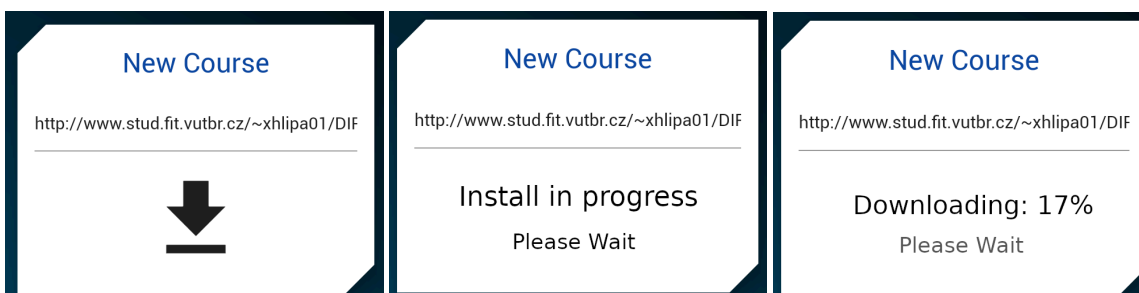 New Course
http://www.stud.fit.vutbr.cz/~xhlipa01/DIF
New Course
http://www.stud.fit.vutbr.cz/~xhlipa01/DIF
Install in progress
Please Wait
New Course
http://www.stud.fit.vutbr.cz/~xhlipa01/DIF
Downloading: 17%
Please Wait